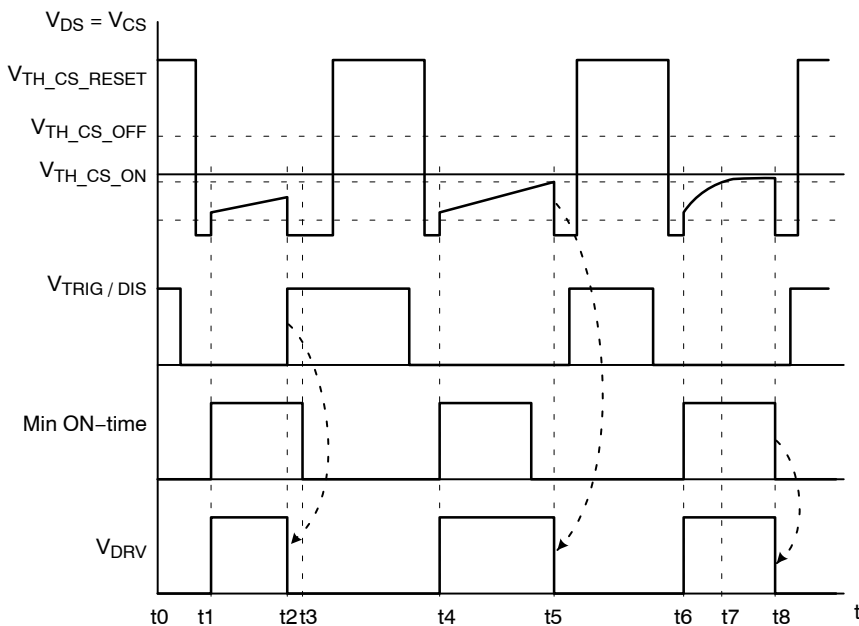 VDS = VCS
VTH_CS_RESET
VTH_CS_OFF
VTH_CS_ON
VTRIG / DIS
Min ON−time
VDRV
t0 t1 t2 t3 t4 t5 t6 t7 t8 t